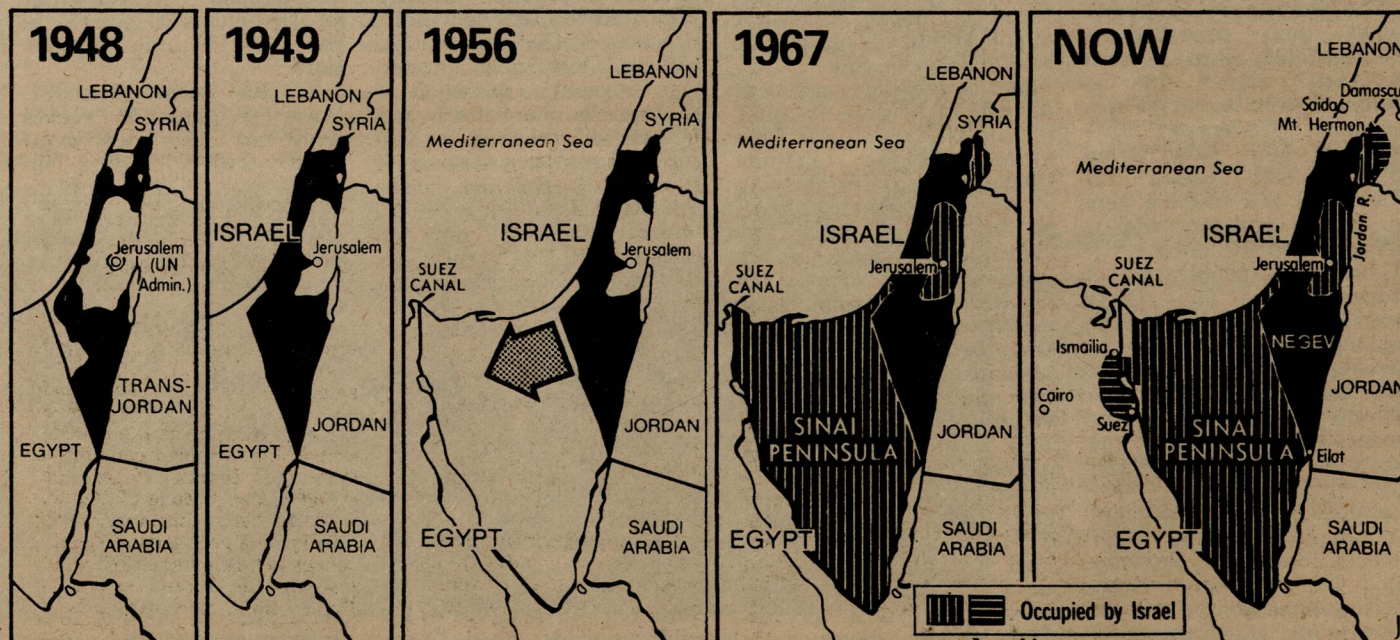 1948
LEBANON
SYRIA
Jerusalem
(UN
Admin.)
TRANS-
JORDAN
EGYPT
SAUDI
ARABIA
1949
LEBANON
SYRIA
ISRAEL
Jerusalem
JORDAN
EGYPT
SAUDI
ARABIA
1956
LEBANON
SYRIA
Mediterranean Sea
ISRAEL
Jerusalem
SUEZ
CANAL
JORDAN
EGYPT
SAUDI
ARABIA
1967
LEBANON
SYRIA
Mediterranean Sea
ISRAEL
Jerusalem
SUEZ
CANAL
SINAI
PENINSULA
JORDAN
EGYPT
SAUDI
ARABIA
NOW
LEBANON
Damascu
Saida
Mt. Hermon
Mediterranean Sea
Jordan R.
ISRAEL
Jerusalem
SUEZ
CANAL
NEGEV
Ismailia
JORDAN
Cairo
Suez
SINAI
PENINSULA
Eilat
EGYPT
SAUDI
ARABIA
Occupied by Israel